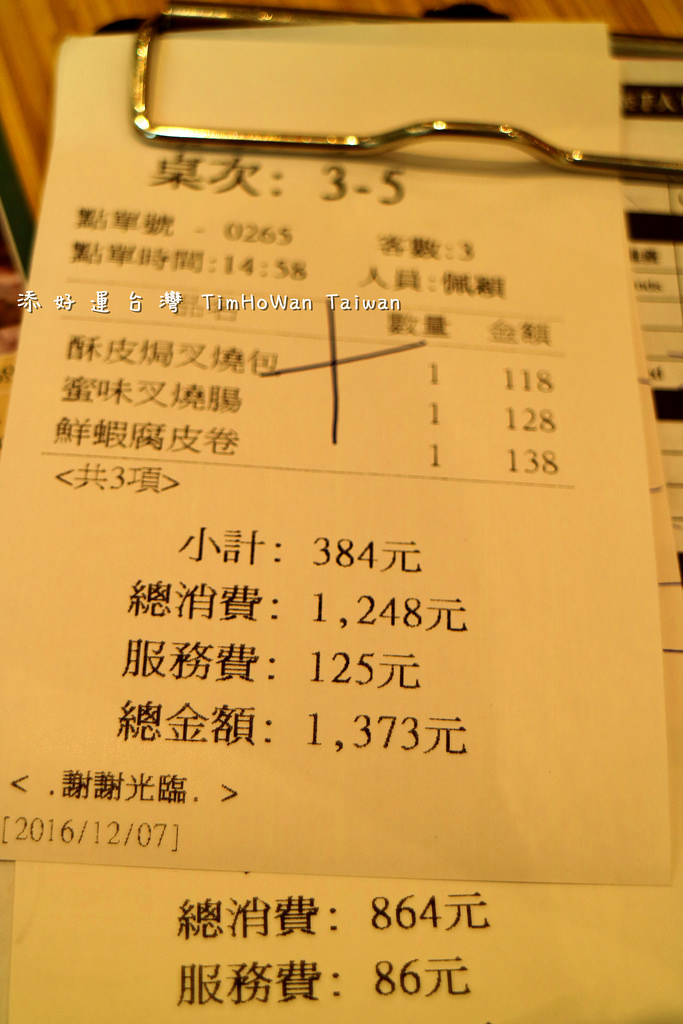 桌次: 3-5
點單號 - 0265 客數:3
點單時間:14:58 人員:佩穎
添好運台灣 TimHoWan Taiwan
品名 數量 金額
酥皮焗叉燒包 1 118
蜜味叉燒腸 1 128
鮮蝦腐皮卷 1 138
<共3項>
小計: 384元
總消費: 1,248元
服務費: 125元
總金額: 1,373元
< .謝謝光臨. >
[2016/12/07]
總消費: 864元
服務費: 86元